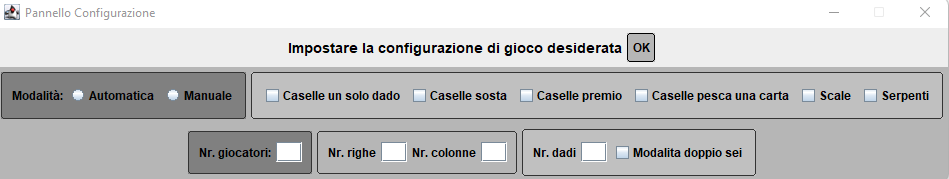 Pannello Configurazione
Impostare la configurazione di gioco desiderata OK
Modalità: Automatica Manuale Caselle un solo dado Caselle sosta Caselle premio Caselle pesca una carta Scale Serpenti
Nr. giocatori: Nr. righe Nr. colonne Nr. dadi Modalita doppio sei